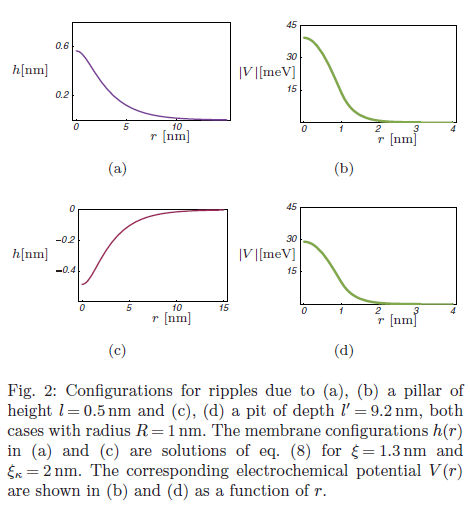 0.6
h[nm]
0.2
0 5 10
r [nm]
(a)
45
30
|V|[meV]
15
0 1 2 3 4
r [nm]
(b)
0
−0.2
h[nm]
−0.4
0 5 10 15
r [nm]
(c)
45
30
|V|[meV]
15
0 1 2 3 4
r [nm]
(d)
Fig. 2: Configurations for ripples due to (a), (b) a pillar of
height l = 0.5 nm and (c), (d) a pit of depth l′ = 9.2 nm, both
cases with radius R = 1 nm. The membrane configurations h(r)
in (a) and (c) are solutions of eq. (8) for ξ = 1.3 nm and
ξκ = 2 nm. The corresponding electrochemical potential V(r)
are shown in (b) and (d) as a function of r.